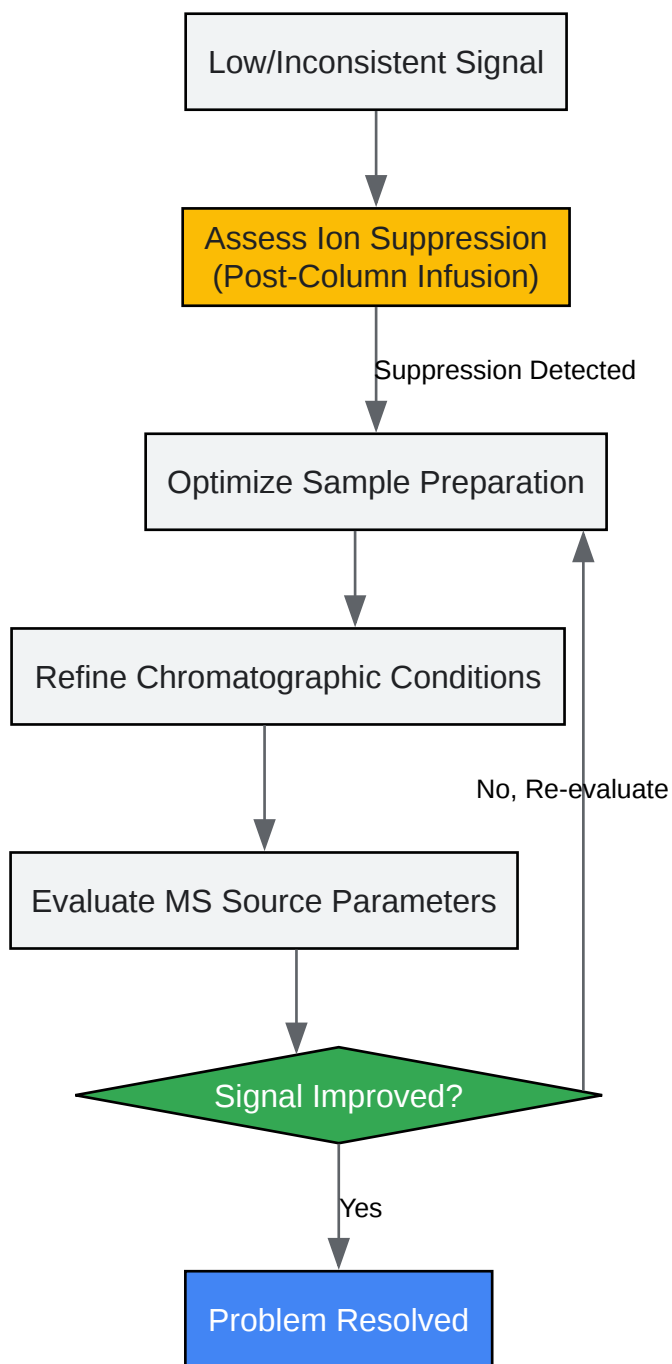 Low/Inconsistent Signal
Assess Ion Suppression
(Post-Column Infusion)
Suppression Detected
Optimize Sample Preparation
Refine Chromatographic Conditions
No, Re-evaluate
Evaluate MS Source Parameters
Signal Improved?
Yes
Problem Resolved